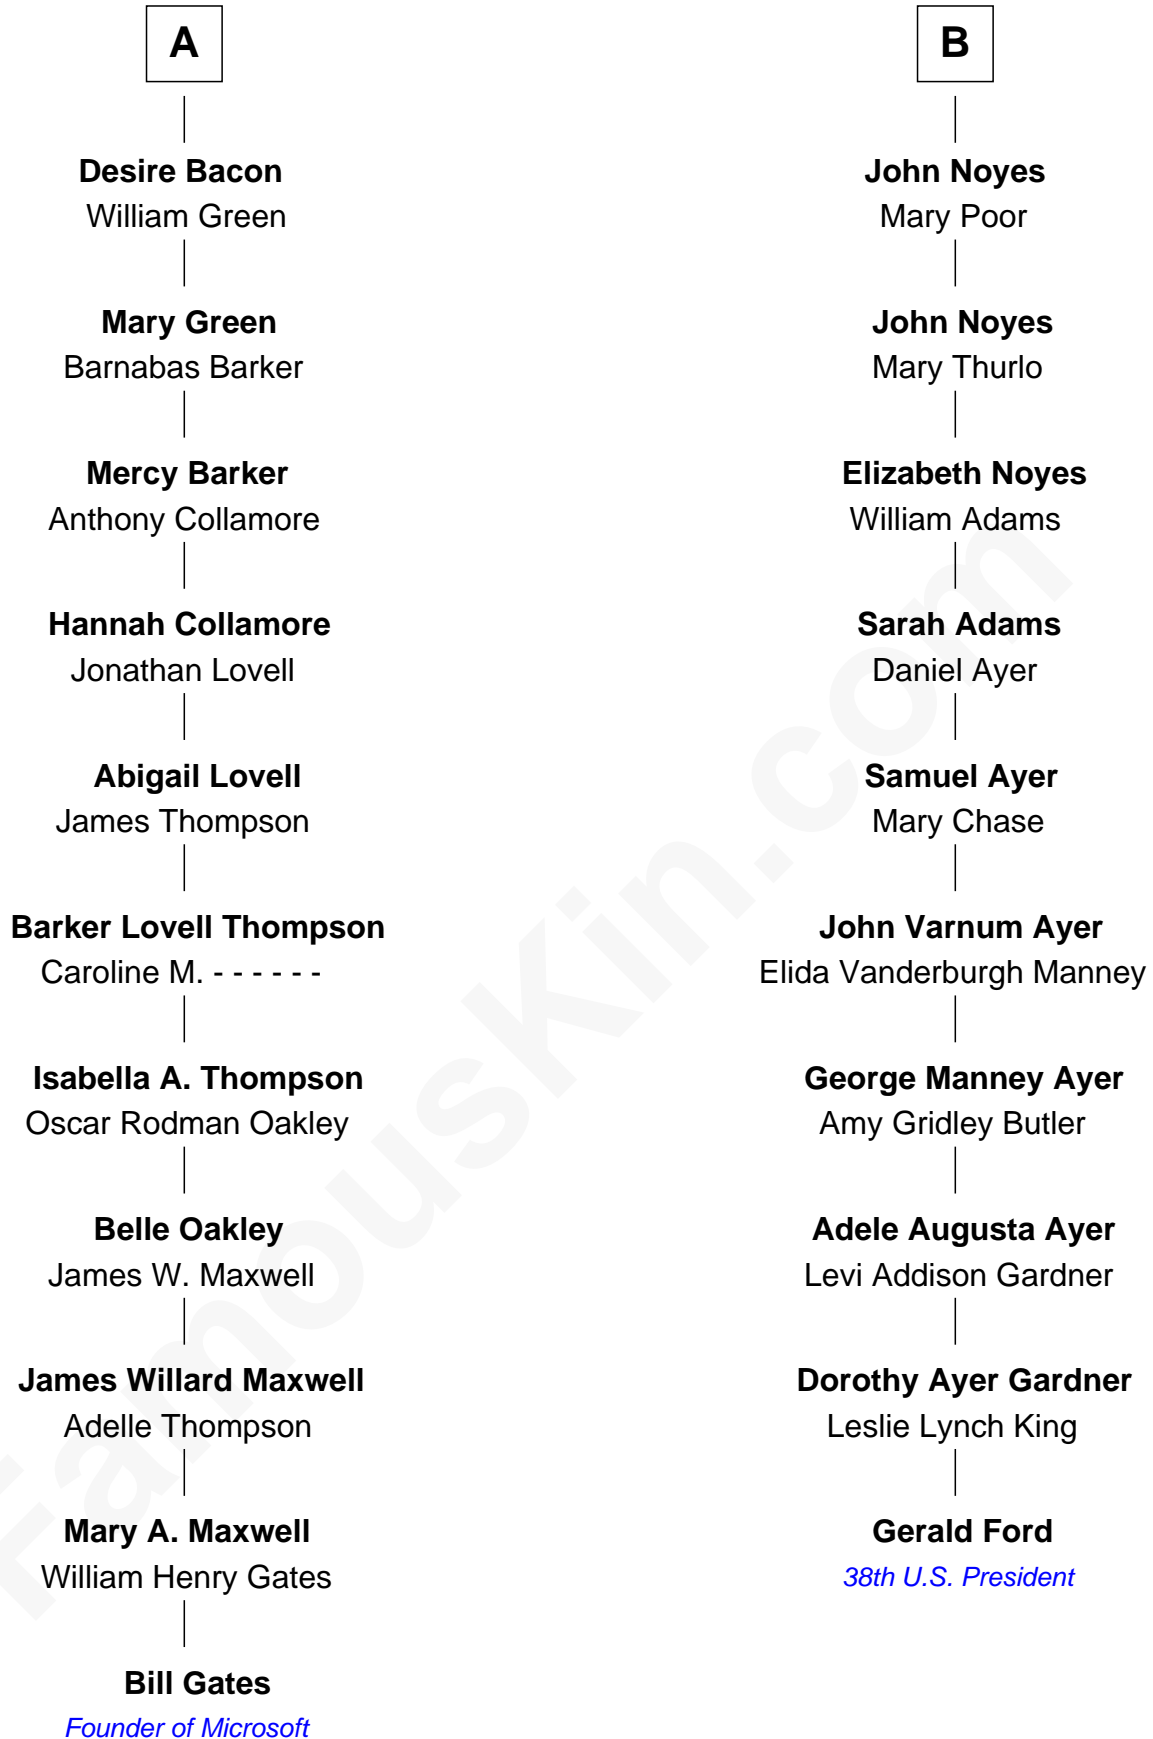 A
Desire Bacon
William Green
Mary Green
Barnabas Barker
Mercy Barker
Anthony Collamore
Hannah Collamore
Jonathan Lovell
Abigail Lovell
James Thompson
Barker Lovell Thompson
Caroline M. - - - - - -
Isabella A. Thompson
Oscar Rodman Oakley
Belle Oakley
James W. Maxwell
James Willard Maxwell
Adelle Thompson
Mary A. Maxwell
William Henry Gates
Bill Gates
Founder of Microsoft
B
John Noyes
Mary Poor
John Noyes
Mary Thurlo
Elizabeth Noyes
William Adams
Sarah Adams
Daniel Ayer
Samuel Ayer
Mary Chase
John Varnum Ayer
Elida Vanderburgh Manney
George Manney Ayer
Amy Gridley Butler
Adele Augusta Ayer
Levi Addison Gardner
Dorothy Ayer Gardner
Leslie Lynch King
Gerald Ford
38th U.S. President
FamousKin.com